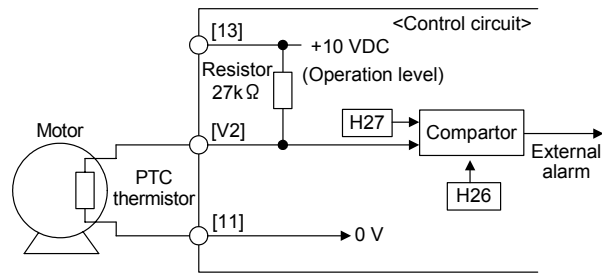 <Control circuit>
[13]
+10 VDC
Resistor
27kΩ
(Operation level)
[V2]
H27
Compartor
Motor
External
alarm
PTC
thermistor
H26
[11]
0 V